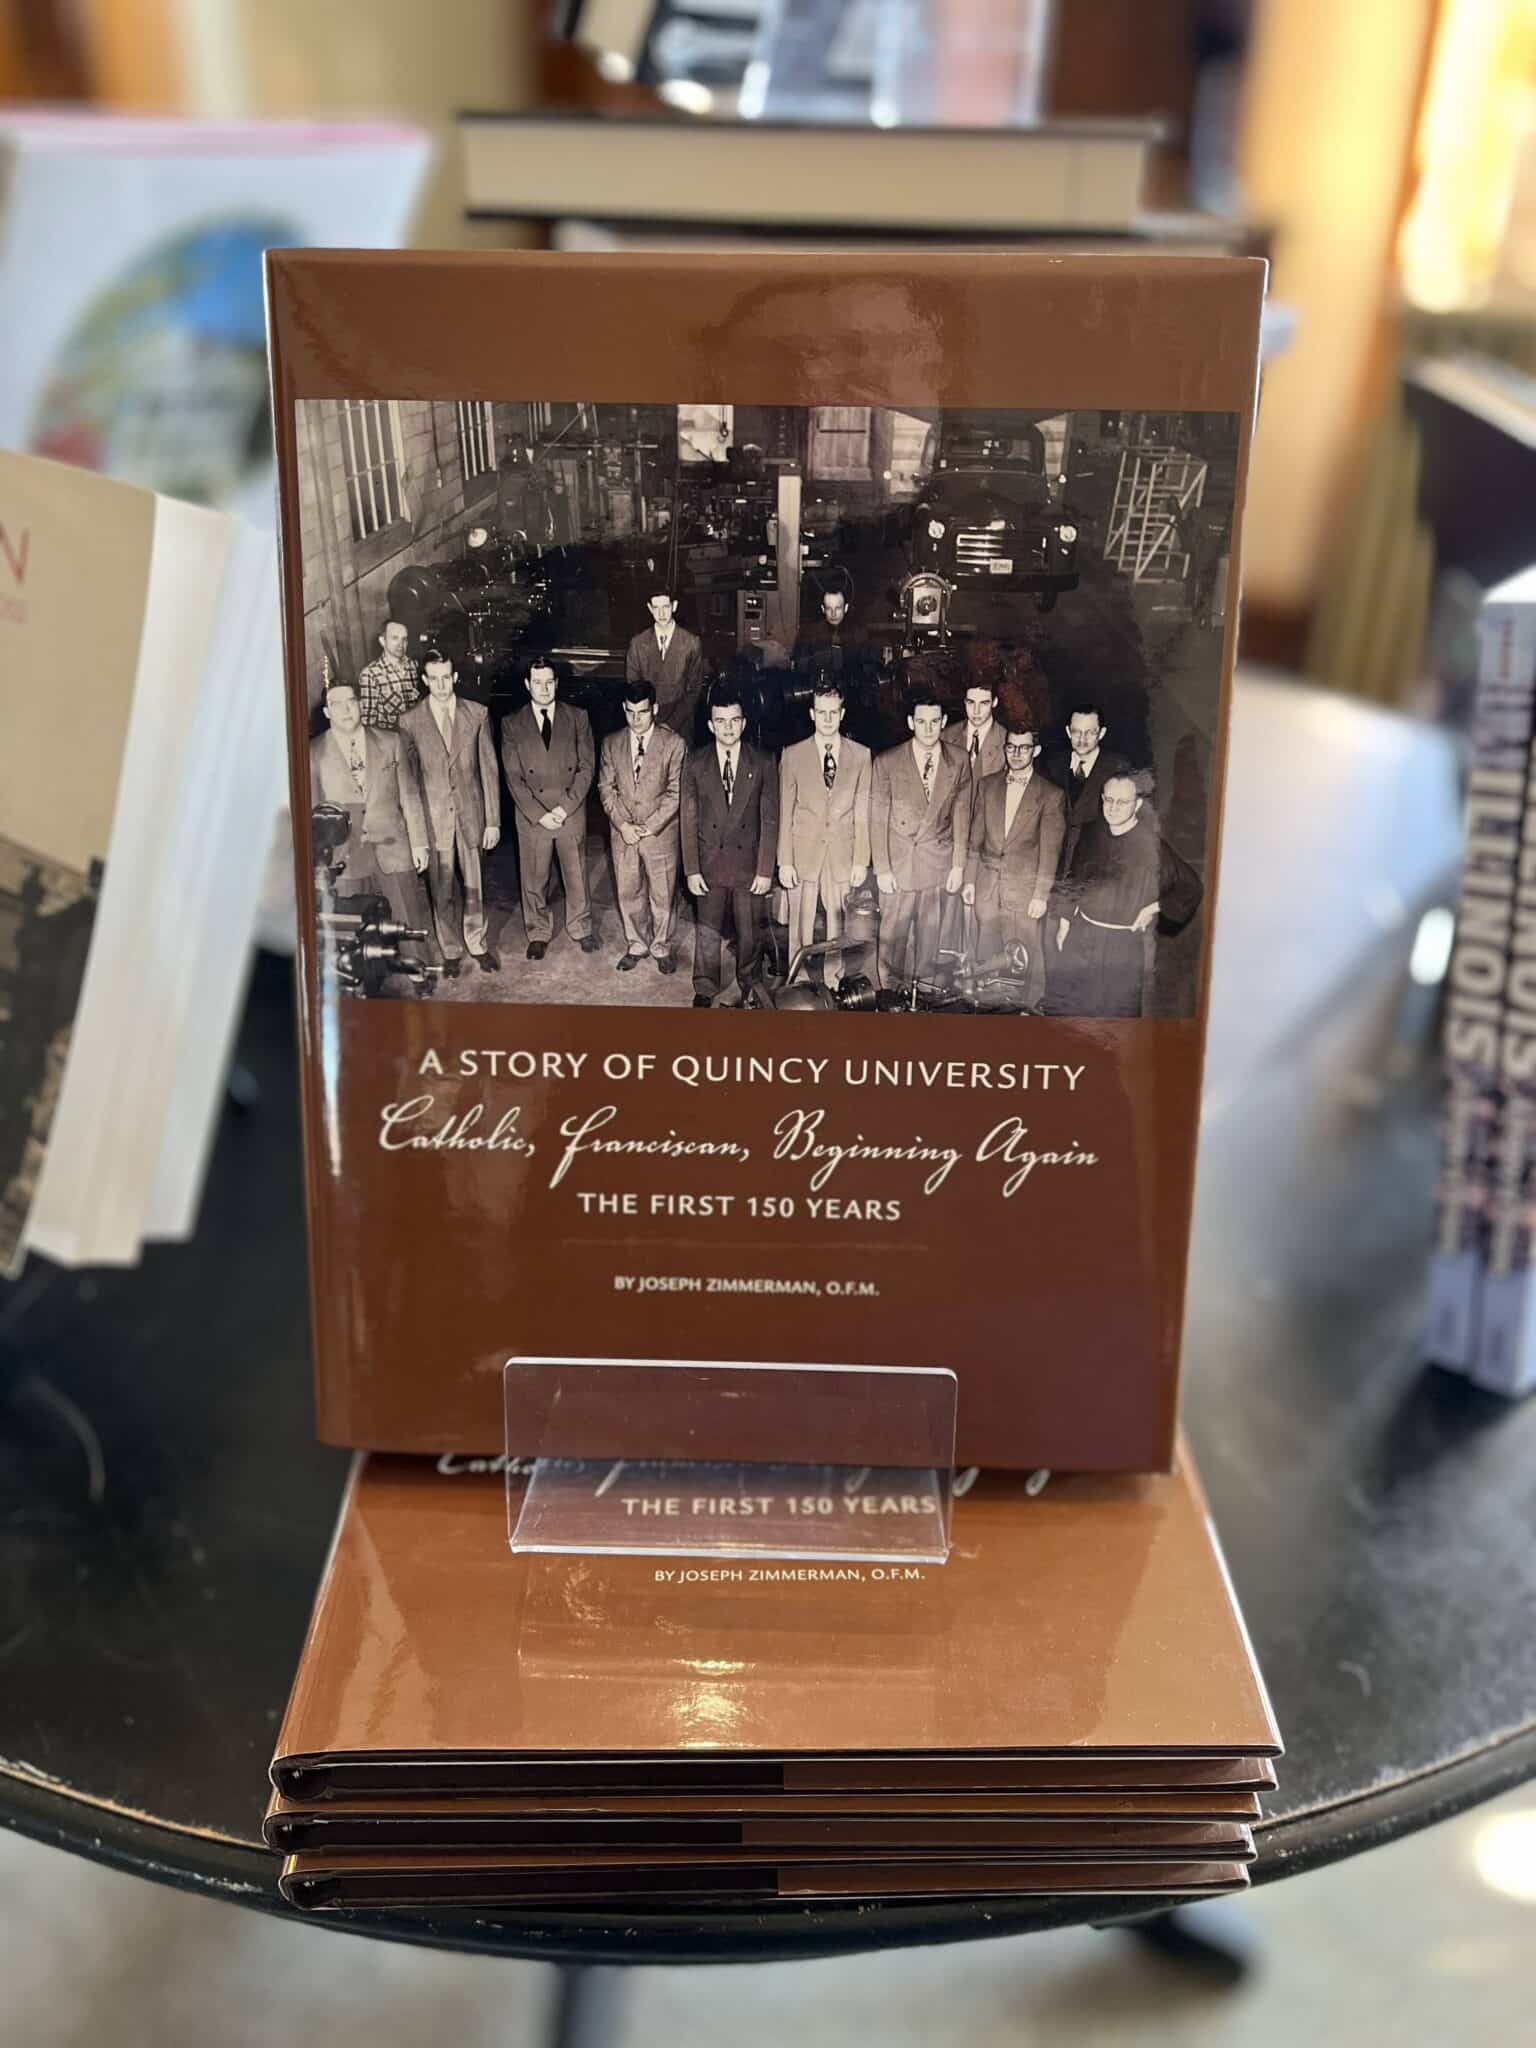 A STORY OF QUINCY UNIVERSITY
Catholic, Franciscan, Beginning Again
THE FIRST 150 YEARS
BY JOSEPH ZIMMERMAN, O.F.M.
THE FIRST 150 YEARS
BY JOSEPH ZIMMERMAN, O.F.M.
ILLINOIS